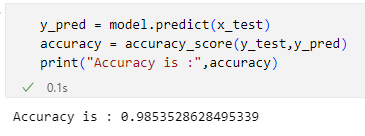 y_pred = model.predict(x_test)
accuracy = accuracy_score(y_test,y_pred)
print("Accuracy is :",accuracy)
0.1s
Accuracy is : 0.9853528628495339